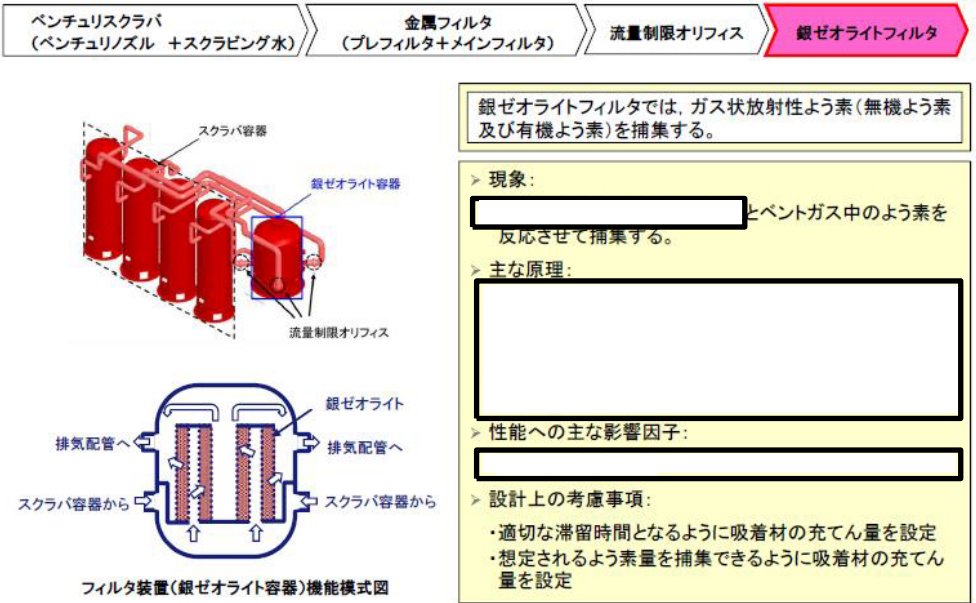 ベンチュリスクラバ
(ベンチュリノズル +スクラビング水)
金属フィルタ
(プレフィルタ+メインフィルタ)
流量制限オリフィス
銀ゼオライトフィルタ
スクラバ容器
銀ゼオライト容器
流量制限オリフィス
銀ゼオライト
排気配管へ
排気配管へ
スクラバ容器から
スクラバ容器から
フィルタ装置(銀ゼオライト容器)機能模式図
銀ゼオライトフィルタでは,ガス状放射性よう素(無機よう素
及び有機よう素)を捕集する。
➢ 現象:
とベントガス中のよう素を
反応させて捕集する。
➢ 主な原理:
➢ 性能への主な影響因子:
➢ 設計上の考慮事項:
・適切な滞留時間となるように吸着材の充てん量を設定
・想定されるよう素量を捕集できるように吸着材の充てん
量を設定